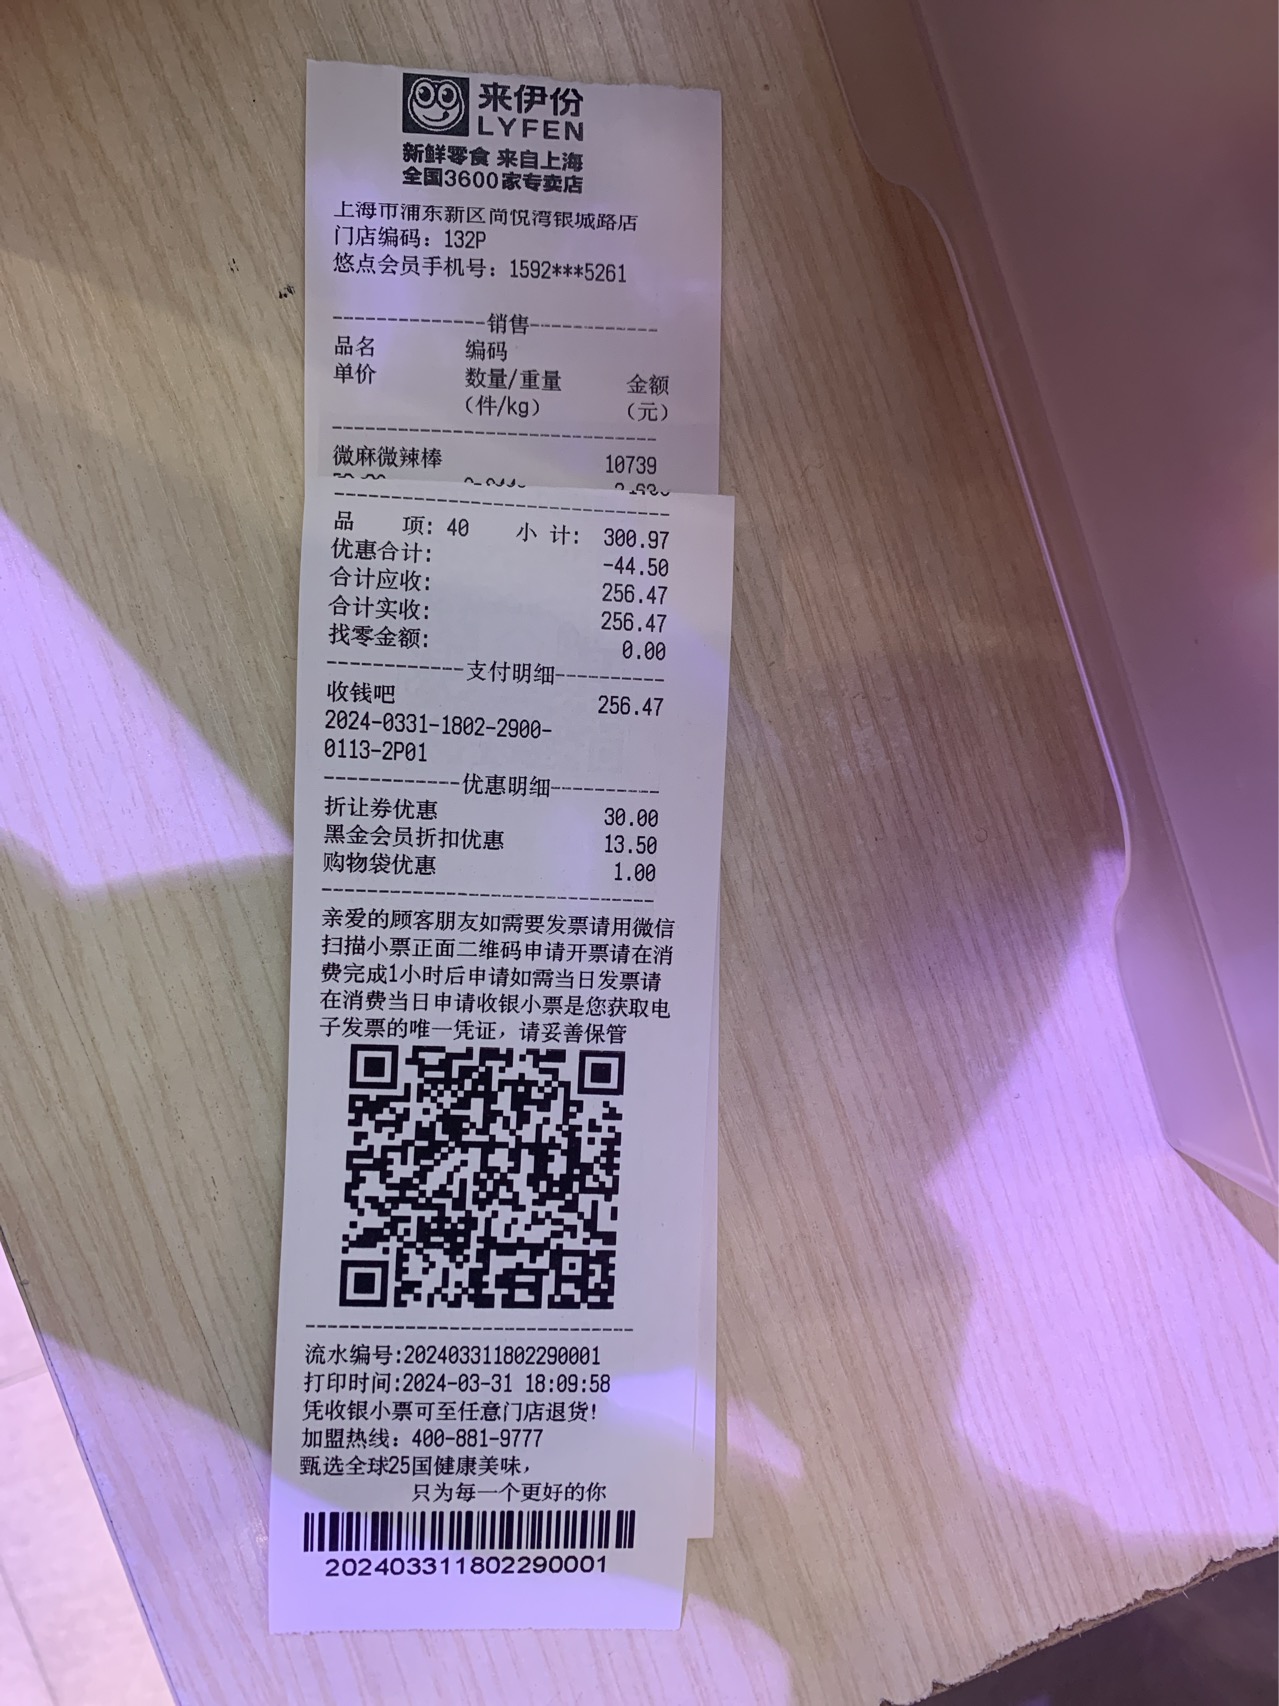 来伊份
LYFEN
新鲜零食 来自上海
全国3600家专卖店
上海市浦东新区尚悦湾银城路店
门店编码：132P
悠点会员手机号：1592***5261
--------------销售------------
品名 编码
单价 数量/重量 金额
（件/kg） （元）
微麻微辣棒 10739
品 项: 40 小 计: 300.97
优惠合计: -44.50
合计应收: 256.47
合计实收: 256.47
找零金额: 0.00
------------支付明细----------
收钱吧 256.47
2024-0331-1802-2900-
0113-2P01
------------优惠明细----------
折让券优惠 30.00
黑金会员折扣优惠 13.50
购物袋优惠 1.00
亲爱的顾客朋友如需要发票请用微信
扫描小票正面二维码申请开票请在消
费完成1小时后申请如需当日发票请
在消费当日申请收银小票是您获取电
子发票的唯一凭证，请妥善保管
流水编号:202403311802290001
打印时间:2024-03-31 18:09:58
凭收银小票可至任意门店退货!
加盟热线：400-881-9777
甄选全球25国健康美味，
只为每一个更好的你
202403311802290001